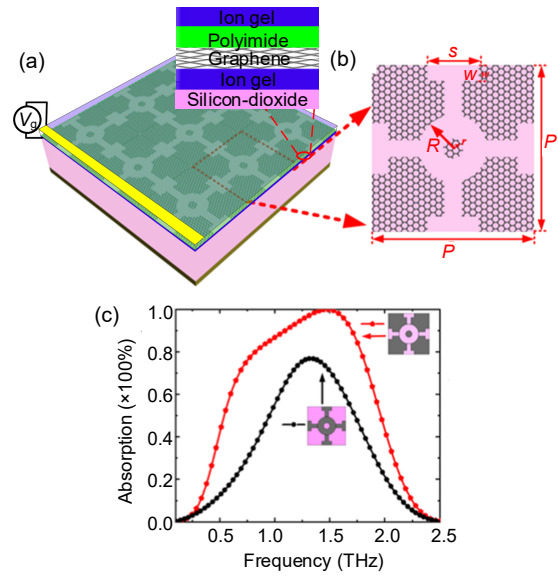 Ion gel
Polyimide
Graphene
Ion gel
Silicon-dioxide
(a)
Vg
(b)
s
w
R
r
P
P
(c)
1.0
0.8
0.6
0.4
0.2
0.0
Absorption (×100%)
0.5 1.0 1.5 2.0 2.5
Frequency (THz)